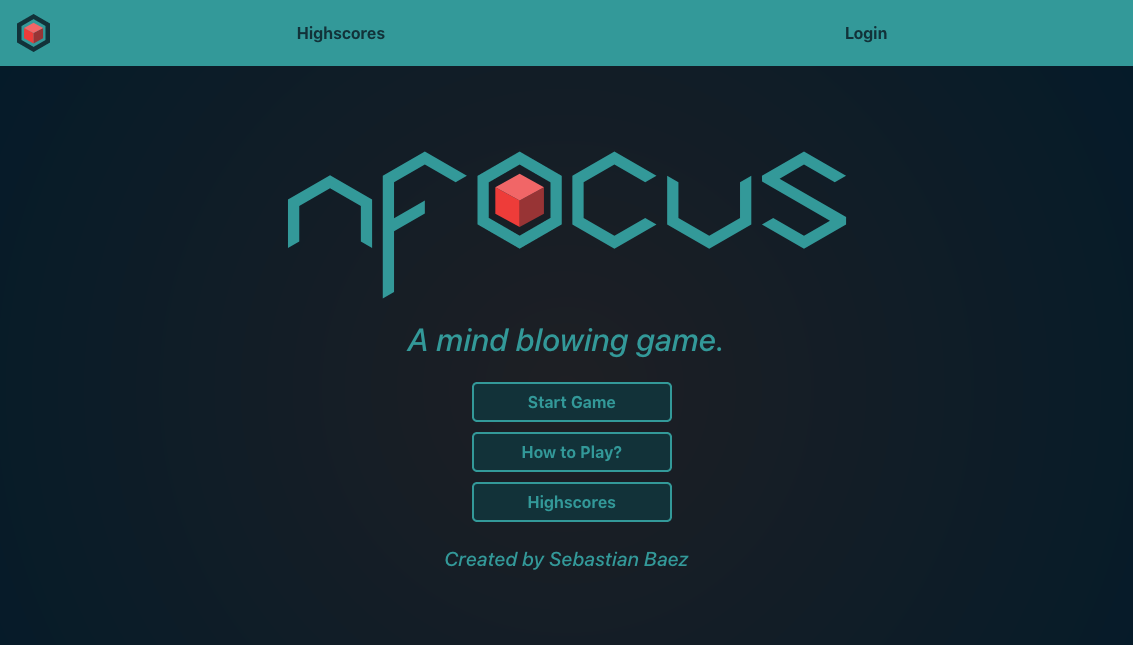 Highscores
Login
nFOCUS
A mind blowing game.
Start Game
How to Play?
Highscores
Created by Sebastian Baez